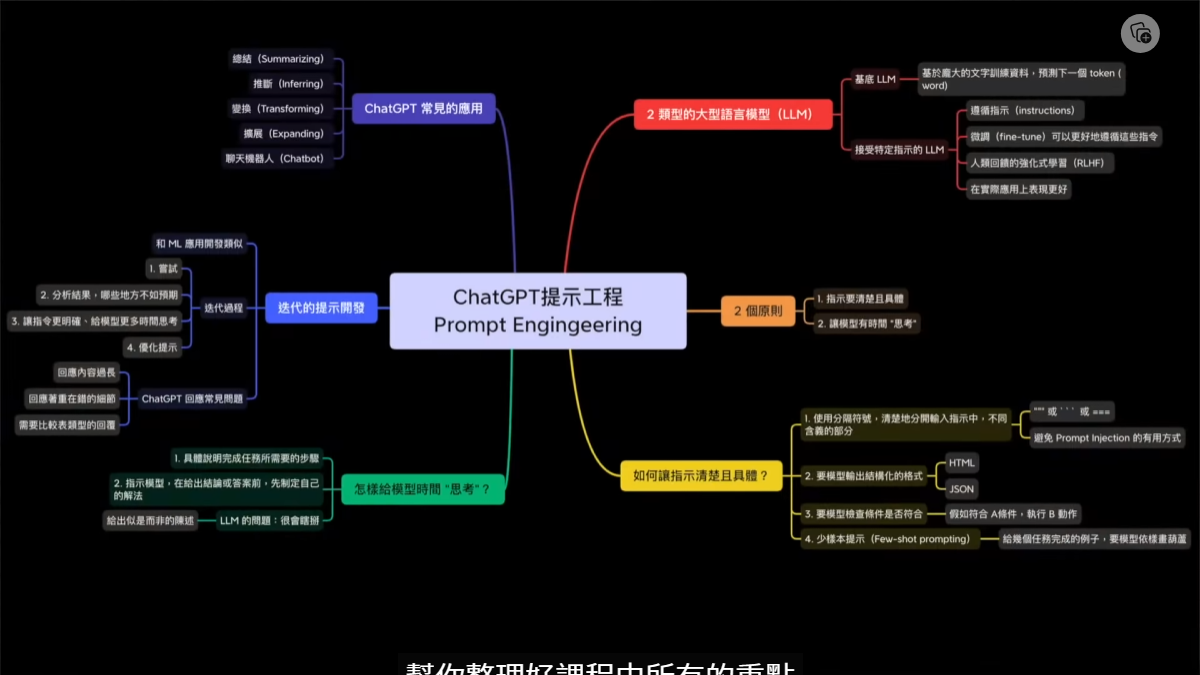 ChatGPT提示工程
Prompt Engingeering
2 類型的大型語言模型（LLM）
基底 LLM
基於龐大的文字訓練資料，預測下一個 token (
word)
接受特定指示的 LLM
遵循指示（instructions）
微調（fine-tune）可以更好地遵循這些指令
人類回饋的強化式學習（RLHF）
在實際應用上表現更好
2 個原則
1. 指示要清楚且具體
2. 讓模型有時間 "思考"
如何讓指示清楚且具體？
1. 使用分隔符號，清楚地分開輸入指示中，不同
含義的部分
""" 或 ``` 或 ===
避免 Prompt Injection 的有用方式
2. 要模型輸出結構化的格式
HTML
JSON
3. 要模型檢查條件是否符合
假如符合 A條件，執行 B 動作
4. 少樣本提示（Few-shot prompting）
給幾個任務完成的例子，要模型依樣畫葫蘆
ChatGPT 常見的應用
總結（Summarizing）
推斷（Inferring）
變換（Transforming）
擴展（Expanding）
聊天機器人（Chatbot）
迭代的提示開發
和 ML 應用開發類似
迭代過程
1. 嘗試
2. 分析結果，哪些地方不如預期
3. 讓指令更明確、給模型更多時間思考
4. 優化提示
ChatGPT 回應常見問題
回應內容過長
回應著重在錯的細節
需要比較表類型的回覆
怎樣給模型時間 "思考"？
1. 具體說明完成任務所需要的步驟
2. 指示模型，在給出結論或答案前，先制定自己
的解法
LLM 的問題：很會瞎掰
給出似是而非的陳述
幫你整理好課程中所有的重點